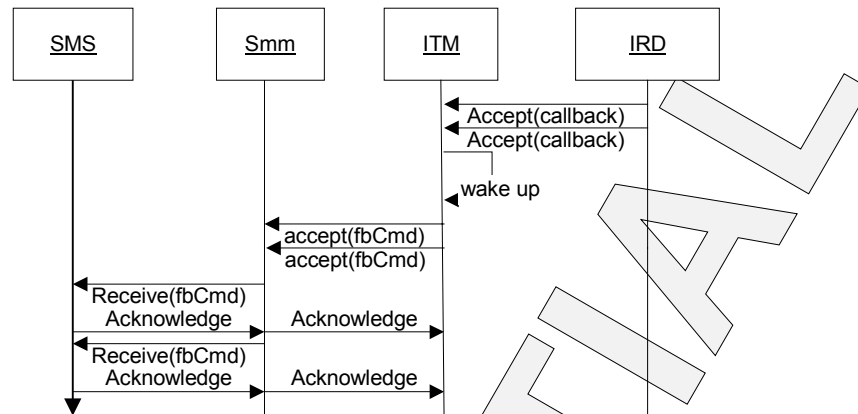 SMS Smm ITM IRD
Accept(callback)
Accept(callback)
wake up
accept(fbCmd)
accept(fbCmd)
Receive(fbCmd)
Acknowledge Acknowledge
Receive(fbCmd)
Acknowledge Acknowledge
TIAL